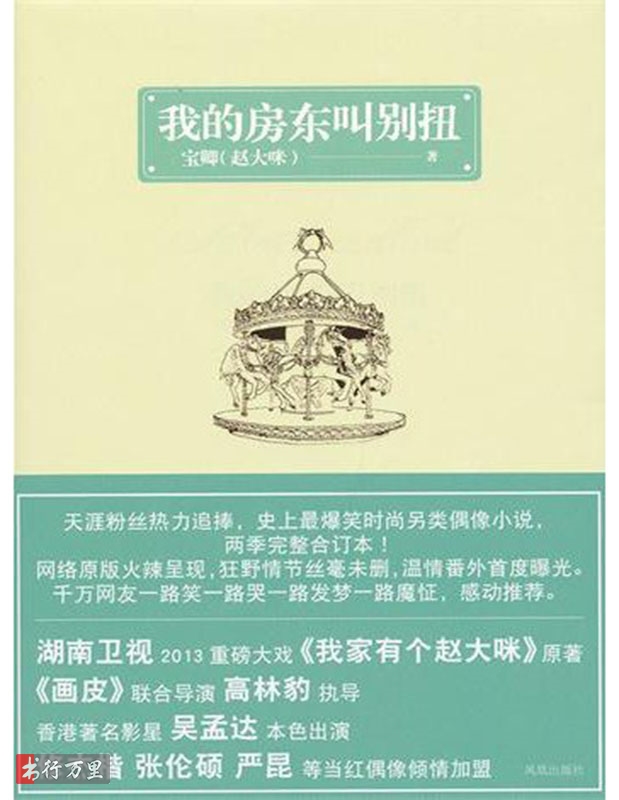 我的房东叫别扭
宝卿(赵大咪) 著
天涯粉丝热力追捧,史上最爆笑时尚另类偶像小说,
两季完整合订本!
网络原版火辣呈现,狂野情节丝毫未删,温情番外首度曝光。
千万网友一路笑一路哭一路发梦一路魔怔,感动推荐。
湖南卫视 2013 重磅大戏《我家有个赵大咪》原著
《画皮》联合导演 高林豹 执导
香港著名影星 吴孟达 本色出演
张伦硕 严昆 等当红偶像倾情加盟
书行万里
凤凰出版社